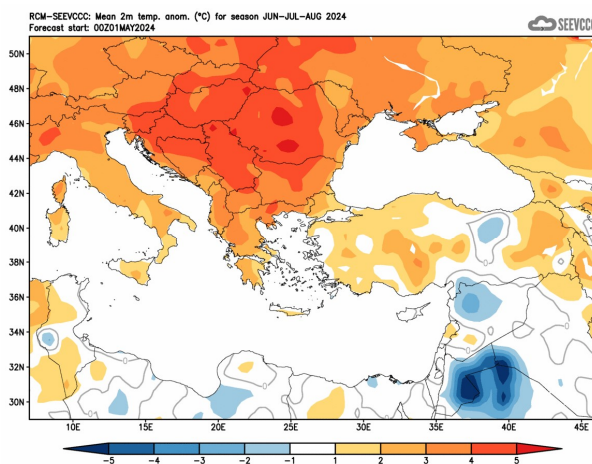 RCM-SEEVCCC: Mean 2m temp. anom. (°C) for season JUN-JUL-AUG 2024
Forecast start: 00Z01MAY2024
SEEVCCC
50N
48N
46N
44N
42N
40N
38N
36N
34N
32N
30N
10E 15E 20E 25E 30E 35E 40E 45E
-5 -4 -3 -2 -1 1 2 3 4 5